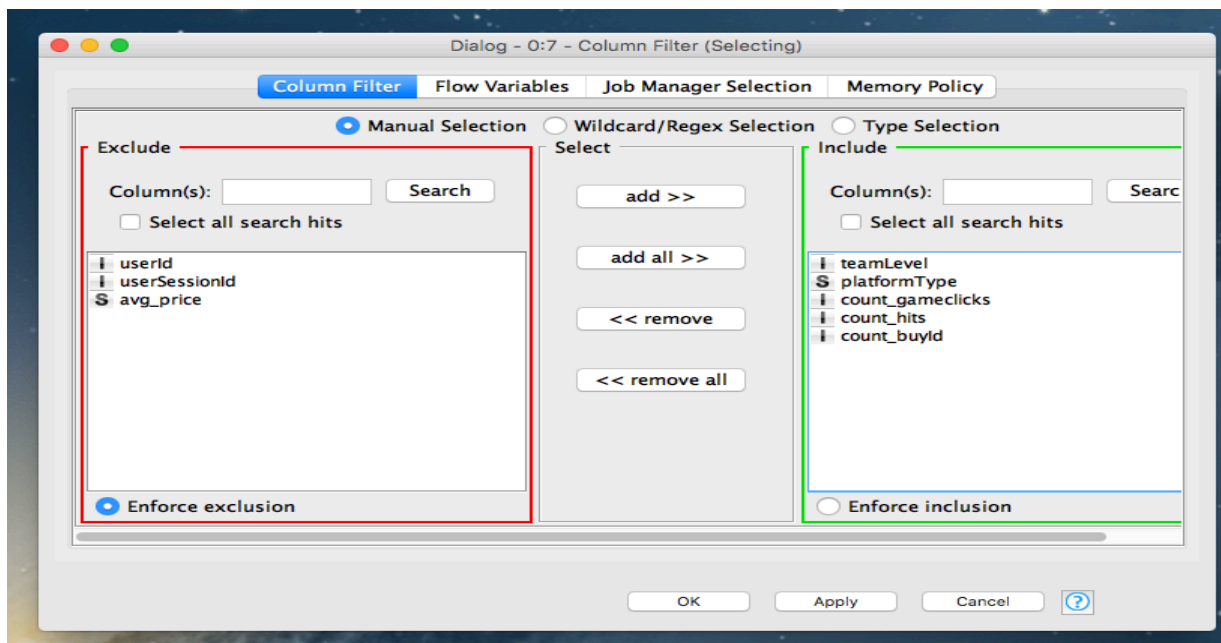 Dialog - 0:7 - Column Filter (Selecting)
Column Filter Flow Variables Job Manager Selection Memory Policy
Manual Selection Wildcard/Regex Selection Type Selection
Exclude
Column(s): Search
Select all search hits
I userId
I userSessionId
S avg_price
Enforce exclusion
Select
add >>
add all >>
<< remove
<< remove all
Include
Column(s): Searc
Select all search hits
I teamLevel
S platformType
I count_gameclicks
I count_hits
I count_buyId
Enforce inclusion
OK Apply Cancel ?